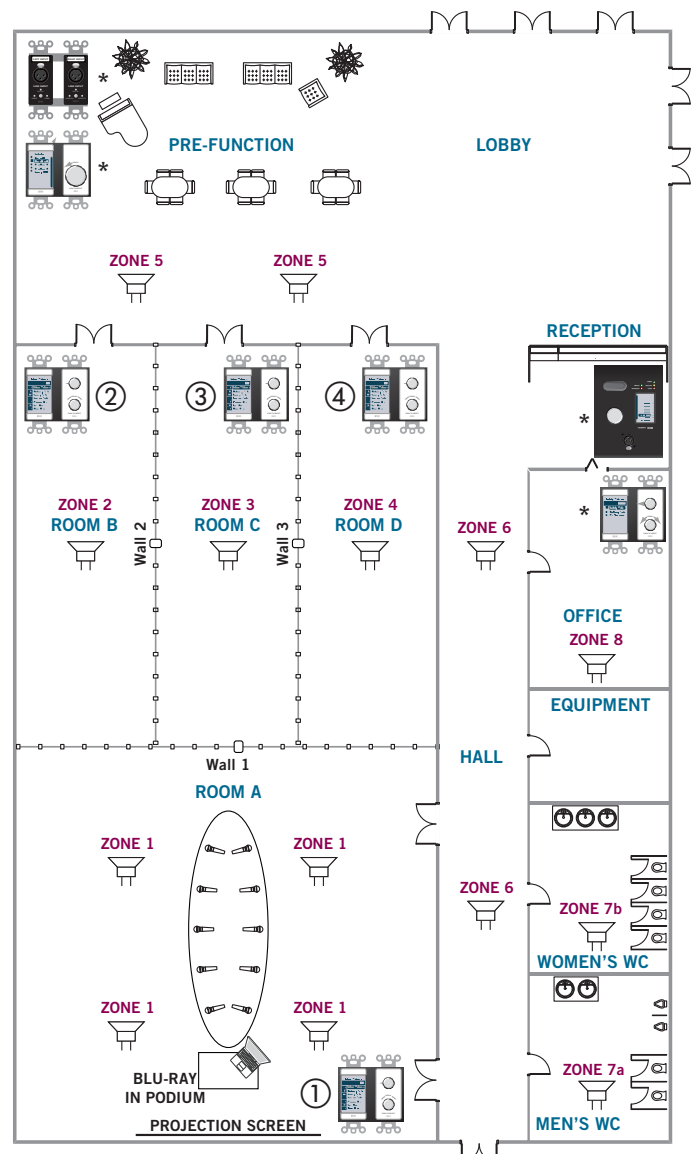 *
*
PRE-FUNCTION
LOBBY
ZONE 5
ZONE 5
RECEPTION
*
②
③
④
ZONE 2
ROOM B
Wall 2
ZONE 3
ROOM C
Wall 3
ZONE 4
ROOM D
ZONE 6
*
OFFICE
ZONE 8
EQUIPMENT
Wall 1
HALL
ROOM A
ZONE 1
ZONE 1
ZONE 6
ZONE 7b
WOMEN'S WC
ZONE 1
ZONE 1
BLU-RAY
IN PODIUM
①
PROJECTION SCREEN
ZONE 7a
MEN'S WC